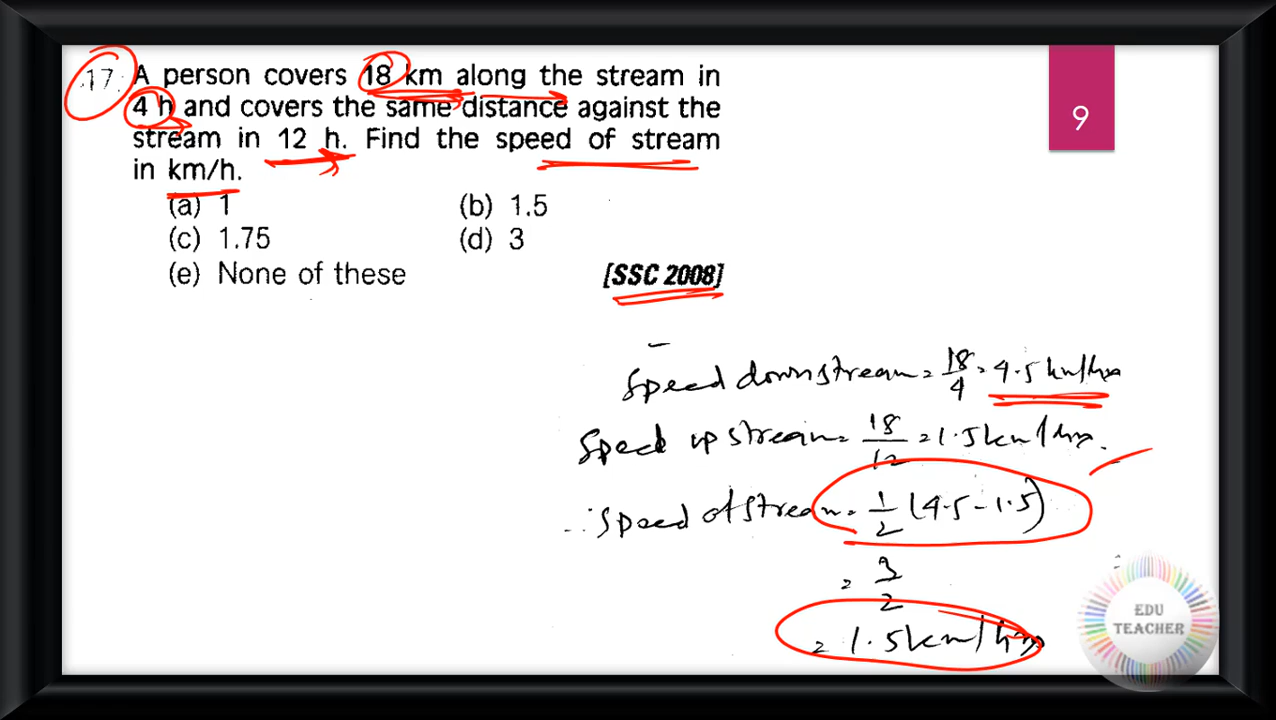 9
17. A person covers 18 km along the stream in
4 h and covers the same distance against the
stream in 12 h. Find the speed of stream
in km/h.
(a) 1 (b) 1.5
(c) 1.75 (d) 3
(e) None of these [SSC 2008]
Speed downstream = 18/4 = 4.5 km/hr
Speed upstream = 18/12 = 1.5 km/hr.
∴ Speed of stream = 1/2 (4.5 - 1.5)
= 3/2
= 1.5 km/hr
EDU
TEACHER